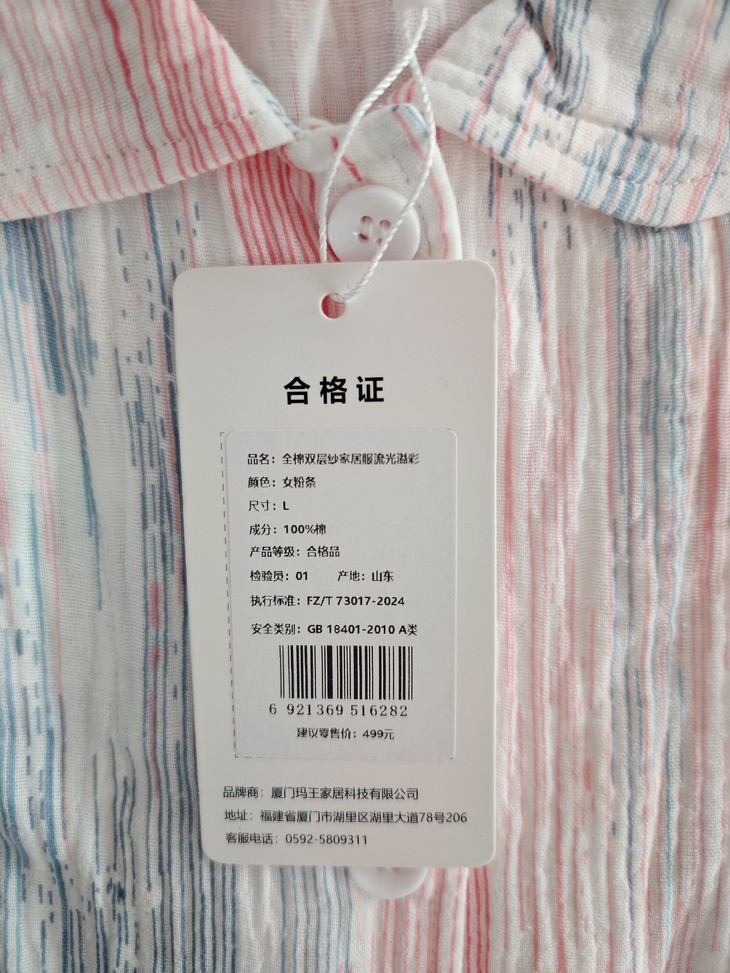 合格证
品名：全棉双层纱家居服流光溢彩
颜色：女粉条
尺寸：L
成分：100%棉
产品等级：合格品
检验员：01 产地：山东
执行标准：FZ/T 73017-2024
安全类别：GB 18401-2010 A类
6 921369 516282
建议零售价：499元
品牌商：厦门玛王家居科技有限公司
地址：福建省厦门市湖里区湖里大道78号206
客服电话：0592-5809311